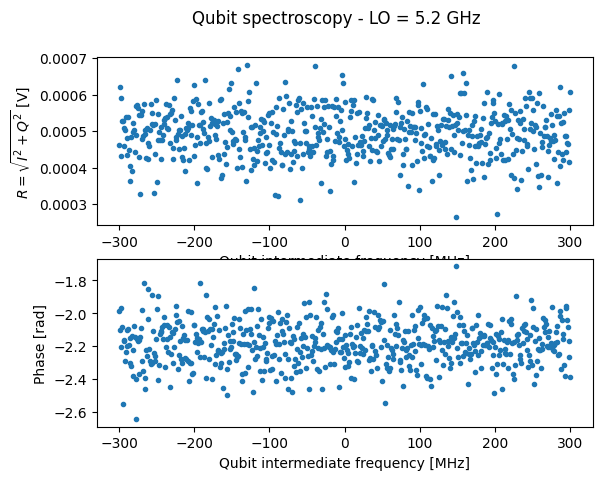 Qubit spectroscopy - LO = 5.2 GHz
0.0007
0.0006
0.0005
0.0004
0.0003
R = √I² + Q² [V]
−300 −200 −100 0 100 200 300
Qubit intermediate frequency [MHz]
−1.8
−2.0
−2.2
−2.4
−2.6
Phase [rad]
−300 −200 −100 0 100 200 300
Qubit intermediate frequency [MHz]